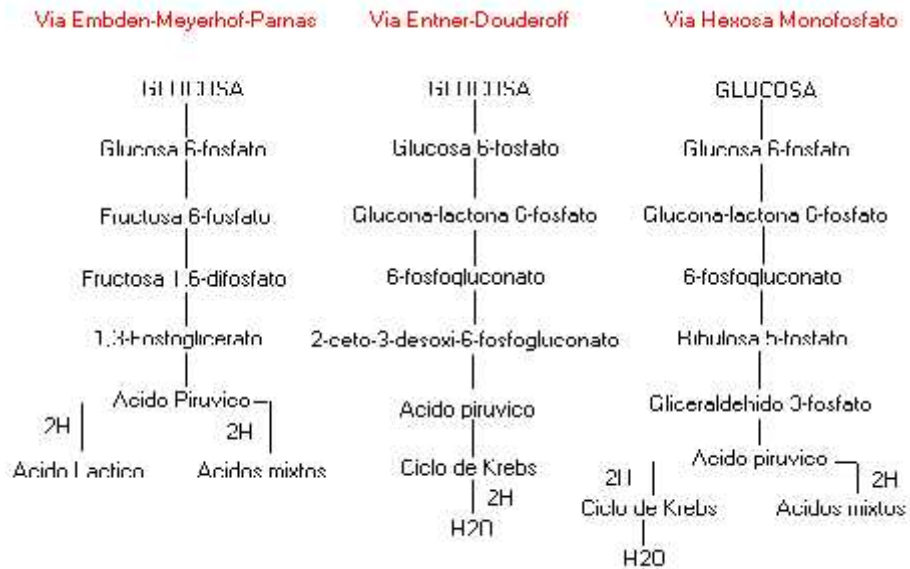 Via Embden-Meyerhof-Parnas
GLUCOSA
Glucosa 6-fosfato
Fructosa 6-fosfato
Fructosa 1,6-difosfato
1,3-Fosfoglicerato
Acido Piruvico
2H
2H
Acido Lactico
Acidos mixtos
Via Entner-Douderoff
GLUCOSA
Glucosa 6-fosfato
Glucona-lactona 6-fosfato
6-fosfogluconato
2-ceto-3-desoxi-6-fosfogluconato
Acido piruvico
Ciclo de Krebs
2H
H2O
Via Hexosa Monofosfato
GLUCOSA
Glucosa 6-fosfato
Glucona-lactona 6-fosfato
6-fosfogluconato
Ribulosa 5-fosfato
Gliceraldehido 3-fosfato
Acido piruvico
2H
2H
Ciclo de Krebs
Acidos mixtos
H2O